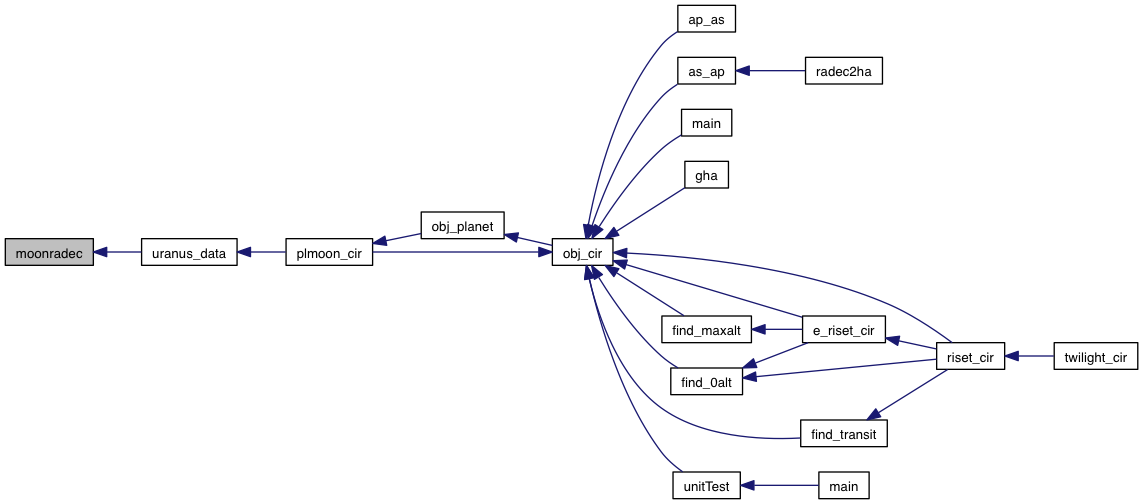 ap_as
as_ap
radec2ha
main
gha
obj_planet
moonradec
uranus_data
plmoon_cir
obj_cir
find_maxalt
e_riset_cir
riset_cir
twilight_cir
find_0alt
find_transit
unitTest
main